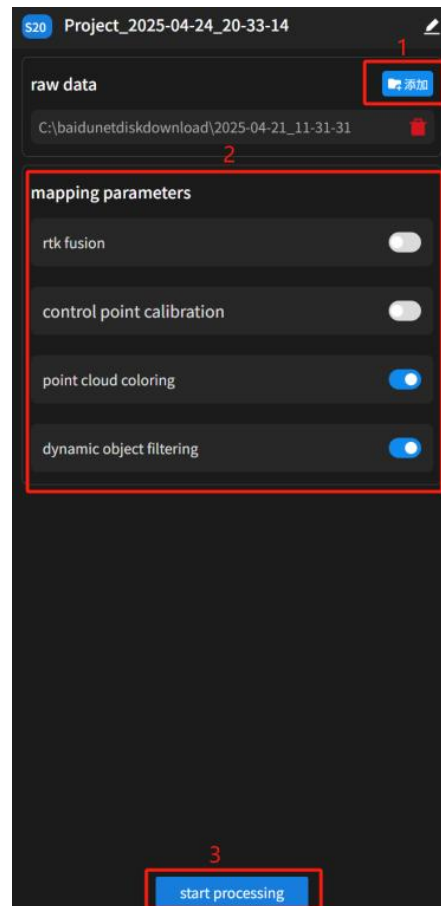 S20 Project_2025-04-24_20-33-14
1
raw data 添加
C:\baidunetdiskdownload\2025-04-21_11-31-31
2
mapping parameters
rtk fusion
control point calibration
point cloud coloring
dynamic object filtering
3
start processing